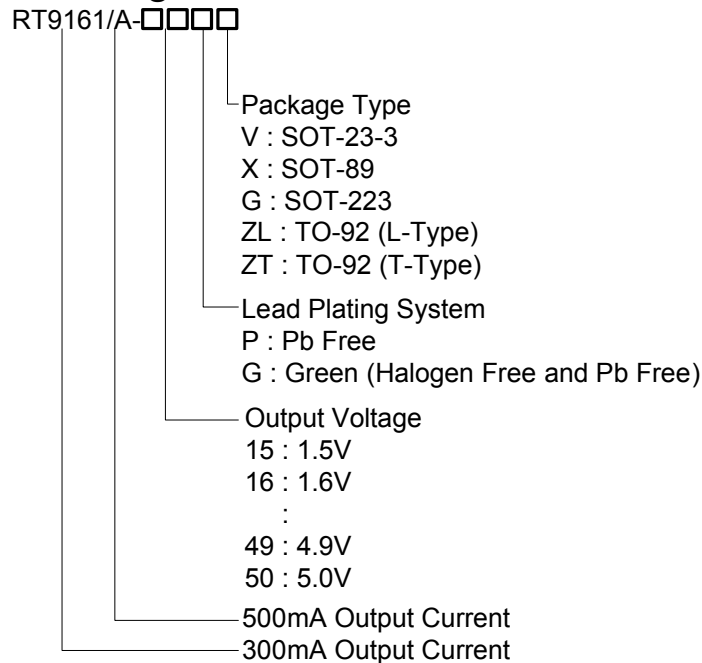 RT9161/A-□□□□
Package Type
V : SOT-23-3
X : SOT-89
G : SOT-223
ZL : TO-92 (L-Type)
ZT : TO-92 (T-Type)
Lead Plating System
P : Pb Free
G : Green (Halogen Free and Pb Free)
Output Voltage
15 : 1.5V
16 : 1.6V
:
49 : 4.9V
50 : 5.0V
500mA Output Current
300mA Output Current